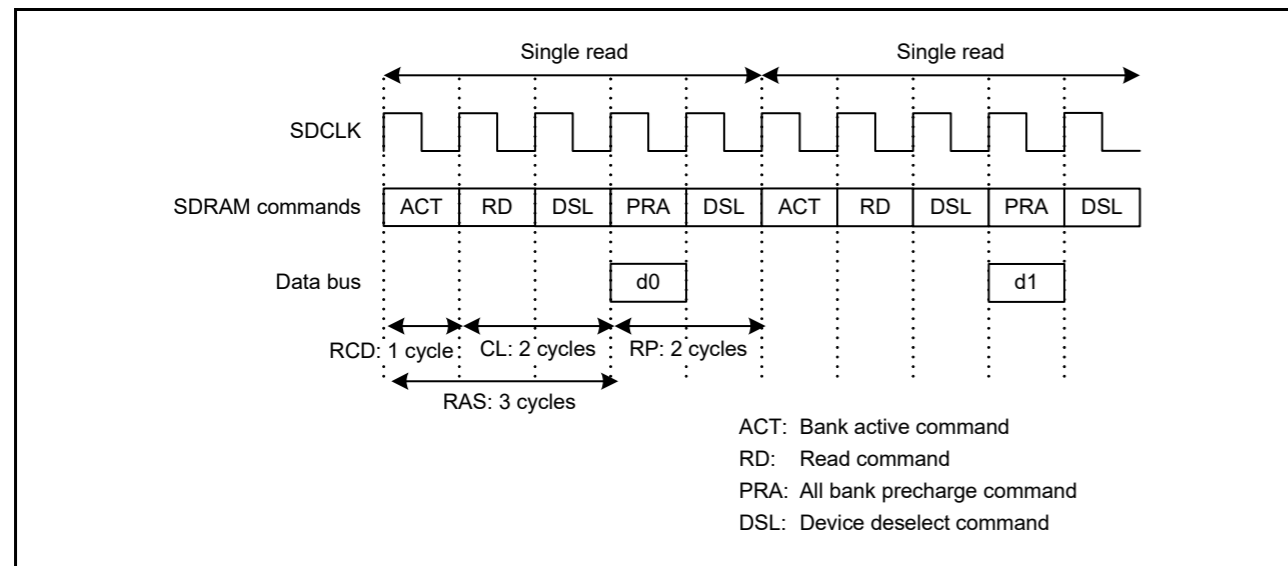 Single read Single read
SDCLK
SDRAM commands ACT RD DSL PRA DSL ACT RD DSL PRA DSL
Data bus d0 d1
RCD: 1 cycle CL: 2 cycles RP: 2 cycles
RAS: 3 cycles
ACT: Bank active command
RD: Read command
PRA: All bank precharge command
DSL: Device deselect command